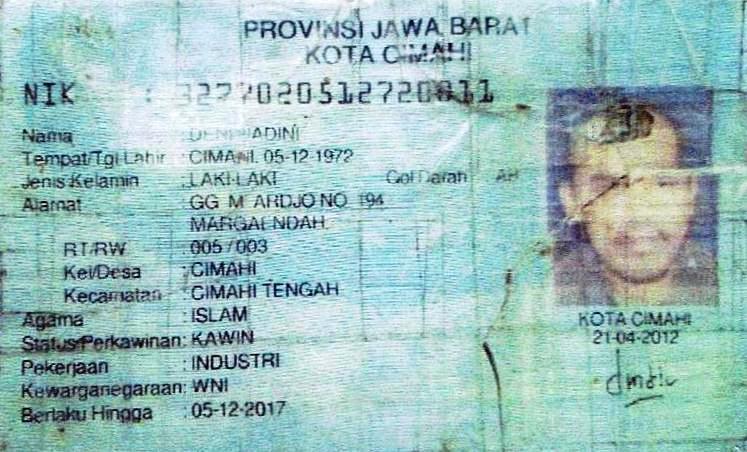 PROVINSI JAWA BARAT
KOTA CIMAHI
NIK : 3277020512720011
Nama :
Tempat/Tgl Lahir : CIMAHI, 05-12-1972
Jenis Kelamin : LAKI-LAKI Gol Darah AB
Alamat : GG M ARDJO NO 194
MARGAENDAH
RT/RW : 005 / 003
Kel/Desa : CIMAHI
Kecamatan : CIMAHI TENGAH
Agama : ISLAM
Status Perkawinan: KAWIN
Pekerjaan : INDUSTRI
Kewarganegaraan: WNI
Berlaku Hingga : 05-12-2017
KOTA CIMAHI
21-04-2012